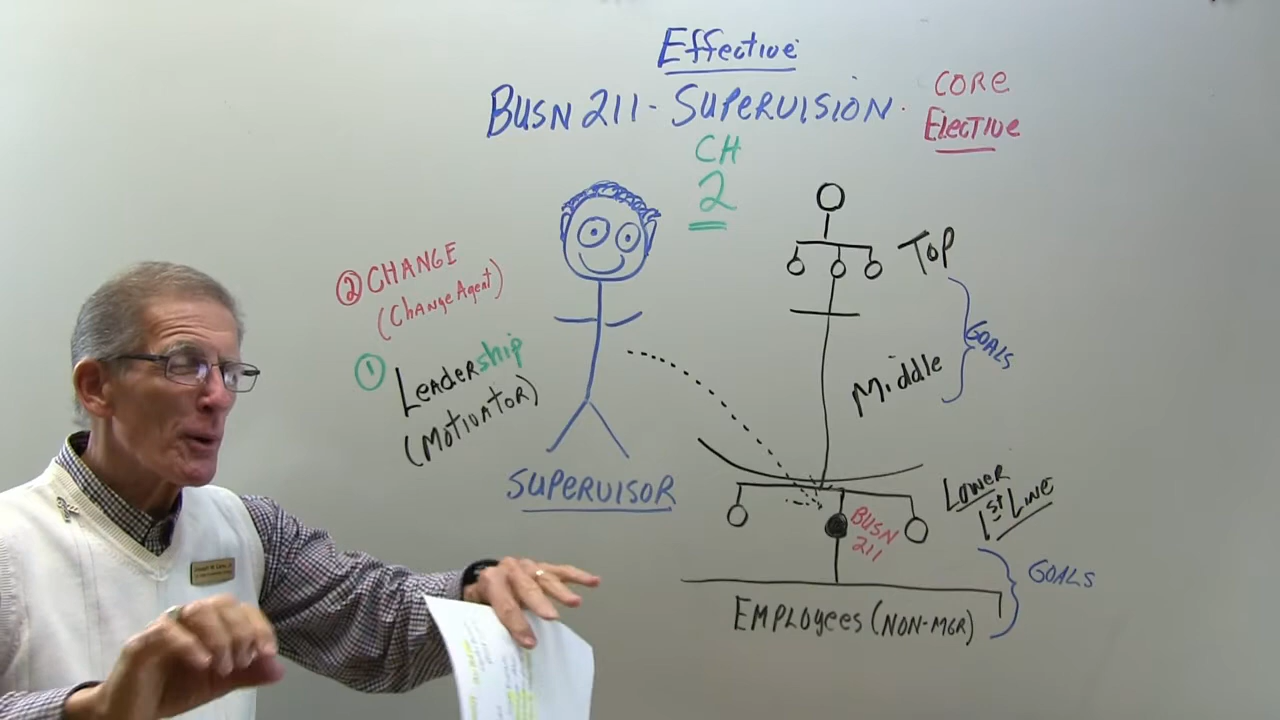 Effective
BUSN 211 - SUPERVISION.
CORE
Elective
CH
2
② CHANGE
(Change Agent)
① Leadership
(MOTIVATOR)
SUPERVISOR
TOP
GOALS
Middle
LOWER
1st LINE
BUSN
211
GOALS
EMPloyees (NON-MGR)